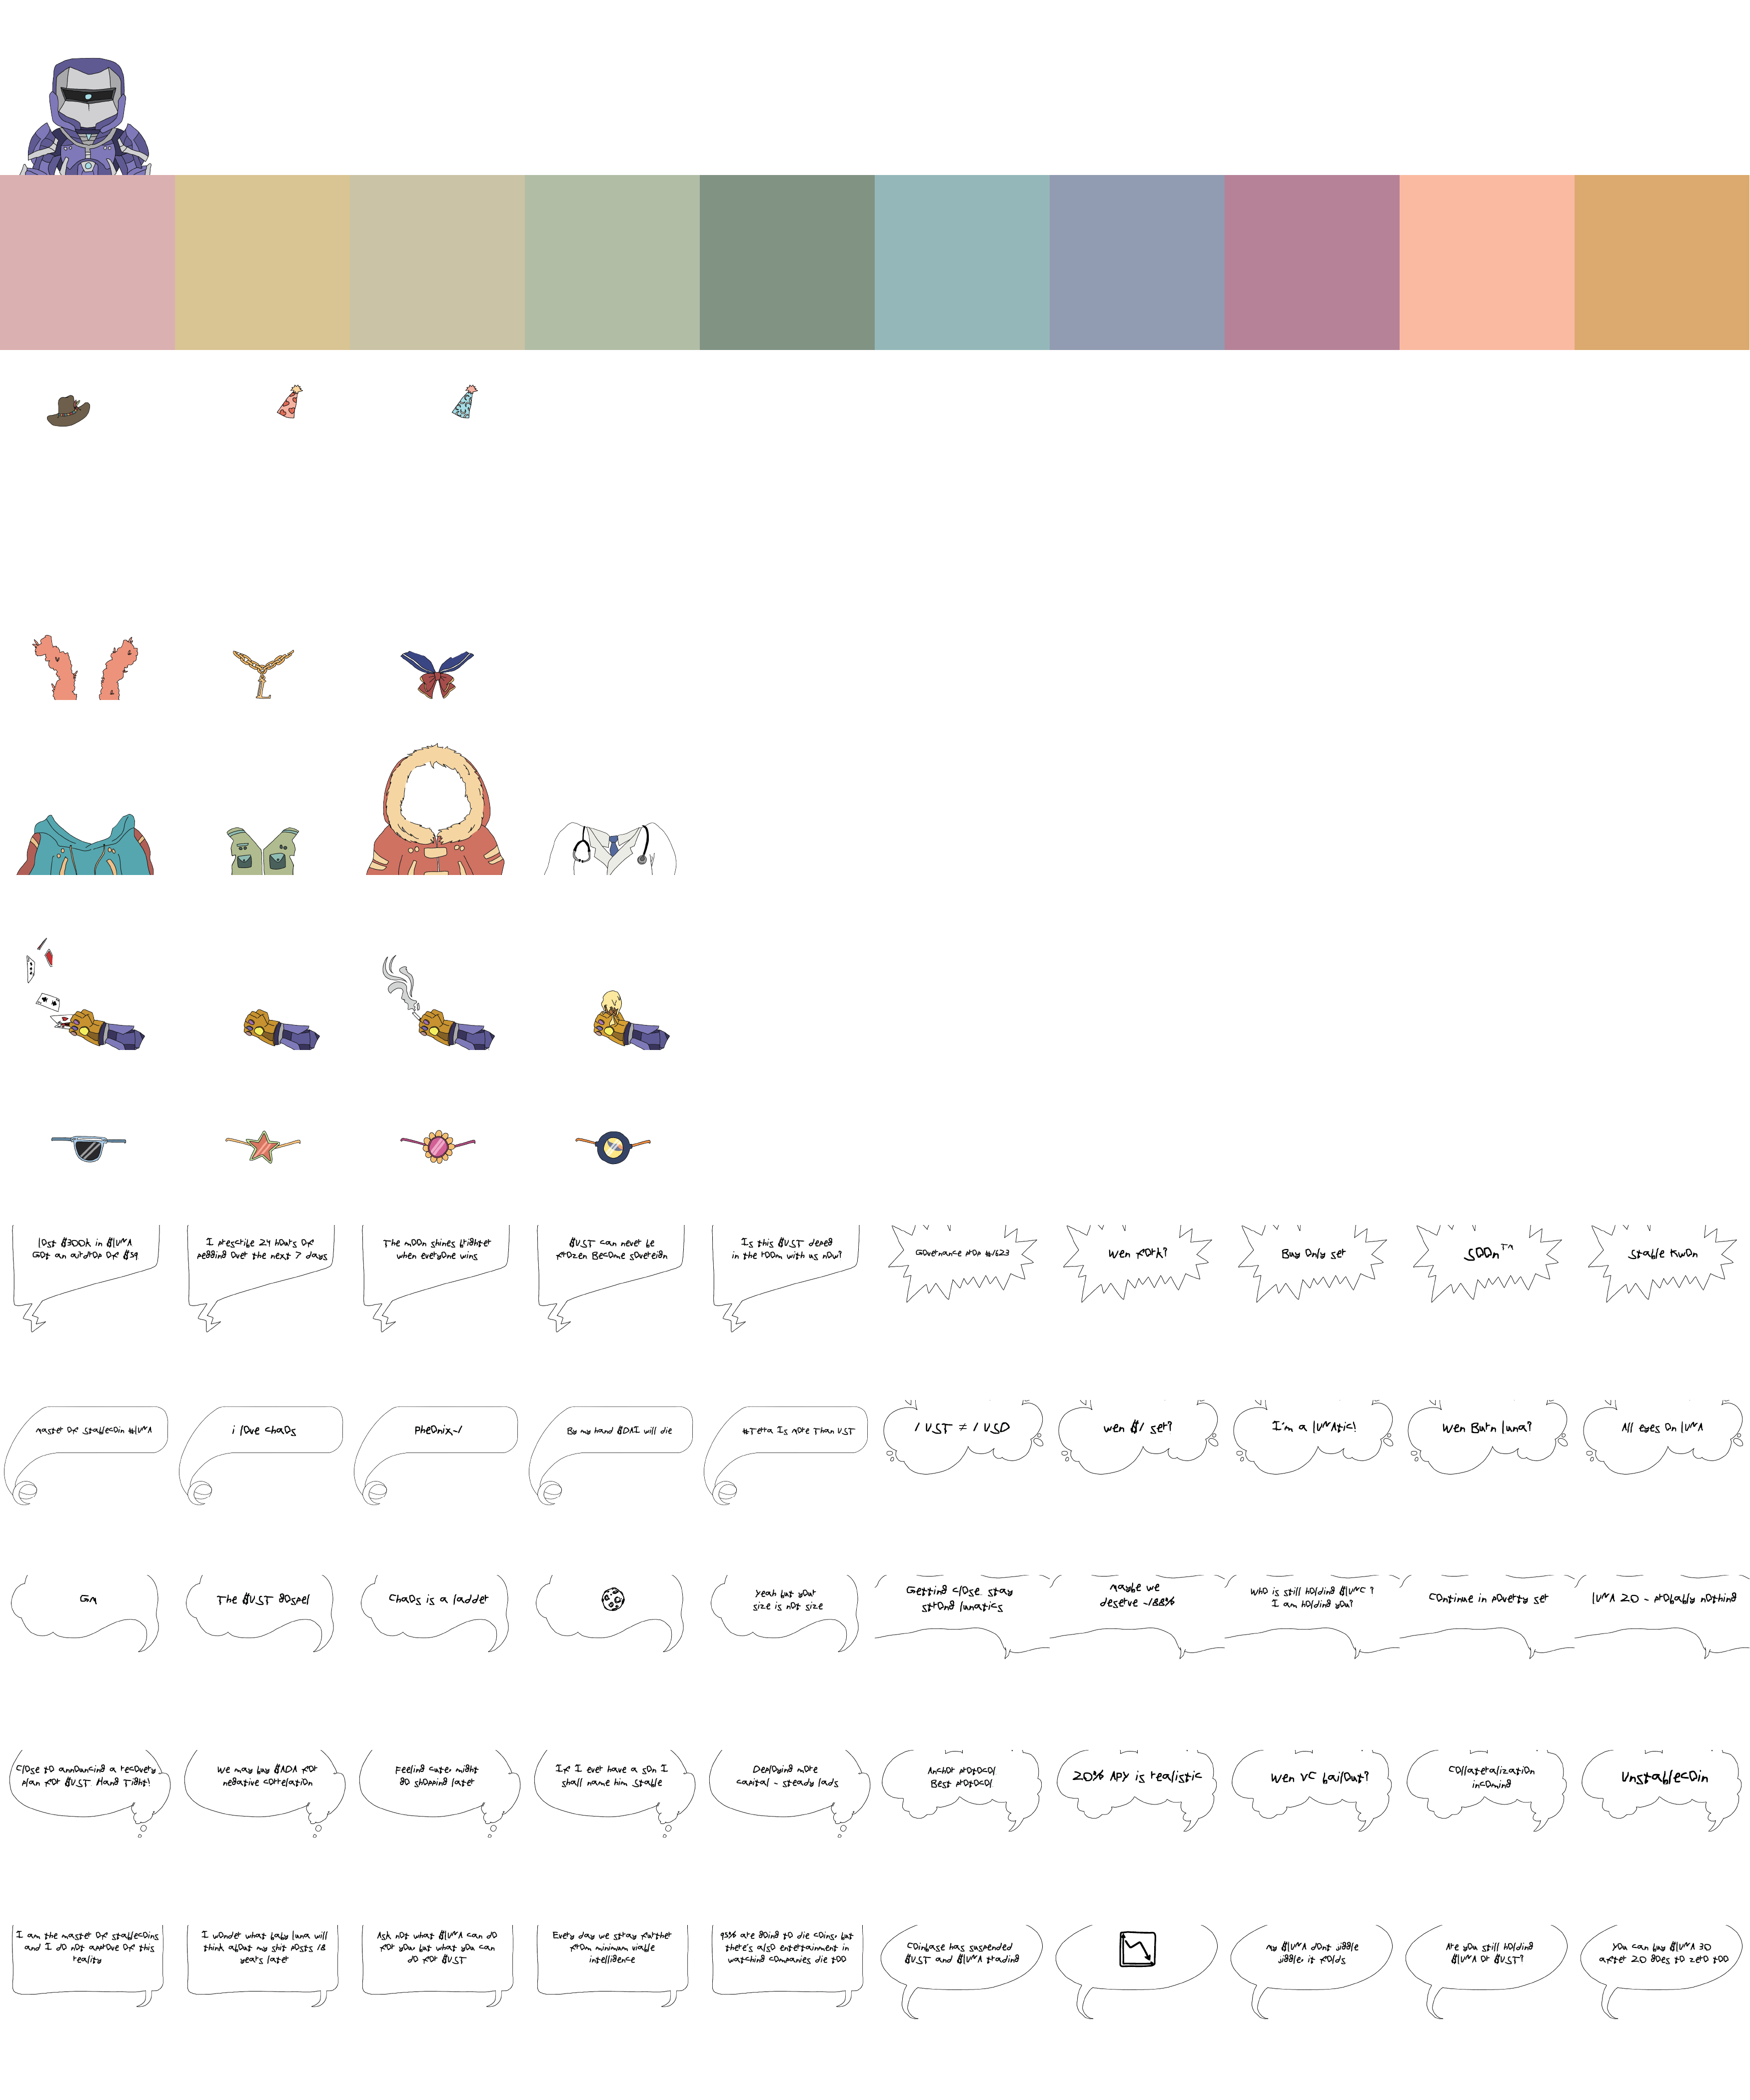 L
lost $300k in $LUNA
Got an airdrop of $39
I prescribe 24 hours of
pegging over the next 7 days
The moon shines brighter
when everyone wins
$UST can never be
frozen Become sovereign
Is this $UST depeg
in the room with us now?
Governance prop #1623
Wen fork?
Buy Only set
SOOn™
Stable Kwon
master of stablecoin #LUNA
i love chaos
Pheonix-1
By my hand $DAI will die
#Terra Is more Than UST
1 UST ≠ 1 USD
wen $1 set?
I'm a lUNAtic!
Wen Burn luna?
All eyes on lUNA
Gm
The $UST gospel
Chaos is a ladder
Yeah but your
size is not size
Getting close.. stay
strong lunatics
maybe we
deserve -188%
Who is still holding $LUNC ?
I am holding you?
Continue in poverty set
LUNA 2.0 - probably nothing
Close to announcing a recovery
plan for $UST Hang Tight!
We may buy $ADA for
negative correlation
Feeling cute, might
go shopping later
If I ever have a son I
shall name him Stable
Deploying more
capital - steady lads
Anchor protocol
Best protocol
20% APY is realistic
Wen VC bailout?
Collateralization
incoming
Unstablecoin
I am the master of stablecoins
and I do not approve of this
reality
I wonder what baby luna will
think about my shit posts 18
years later
Ask not what $LUNA can do
for you but what you can
do for $UST
Every day we stray further
from minimum viable
intelligence
95% are going to die coins, but
there's also entertainment in
watching companies die too
Coinbase has suspended
$UST and $LUNA trading
my $LUNA dont jiggle
jiggle, it folds
Are you still holding
$LUNA or $UST?
You can buy $LUNA 3.0
after 2.0 goes to zero too